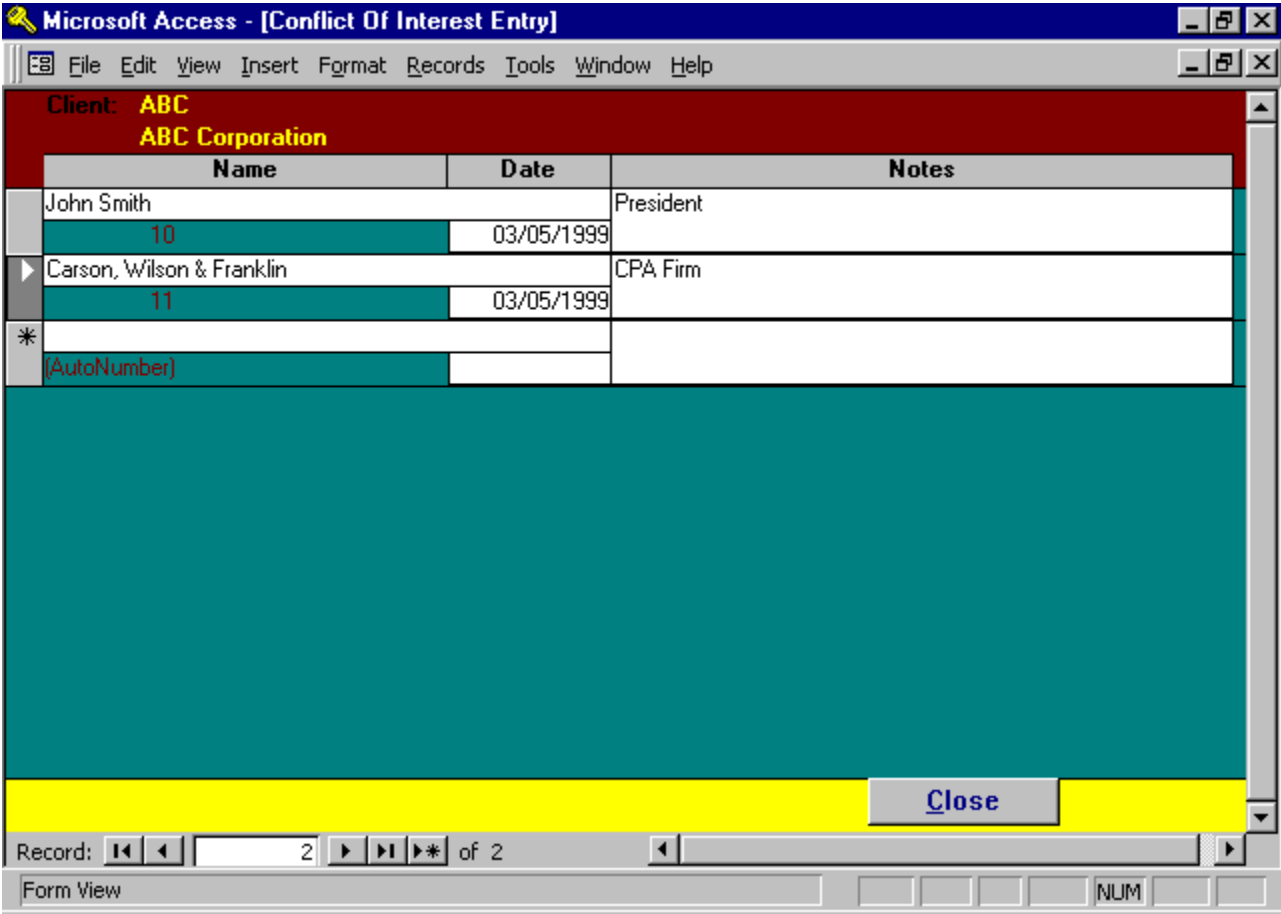 Microsoft Access - [Conflict Of Interest Entry]
File Edit View Insert Format Records Tools Window Help
Client: ABC
ABC Corporation
Name Date Notes
John Smith President
10 03/05/1999
Carson, Wilson & Franklin CPA Firm
11 03/05/1999
(AutoNumber)
Close
Record: 2 of 2
Form View NUM